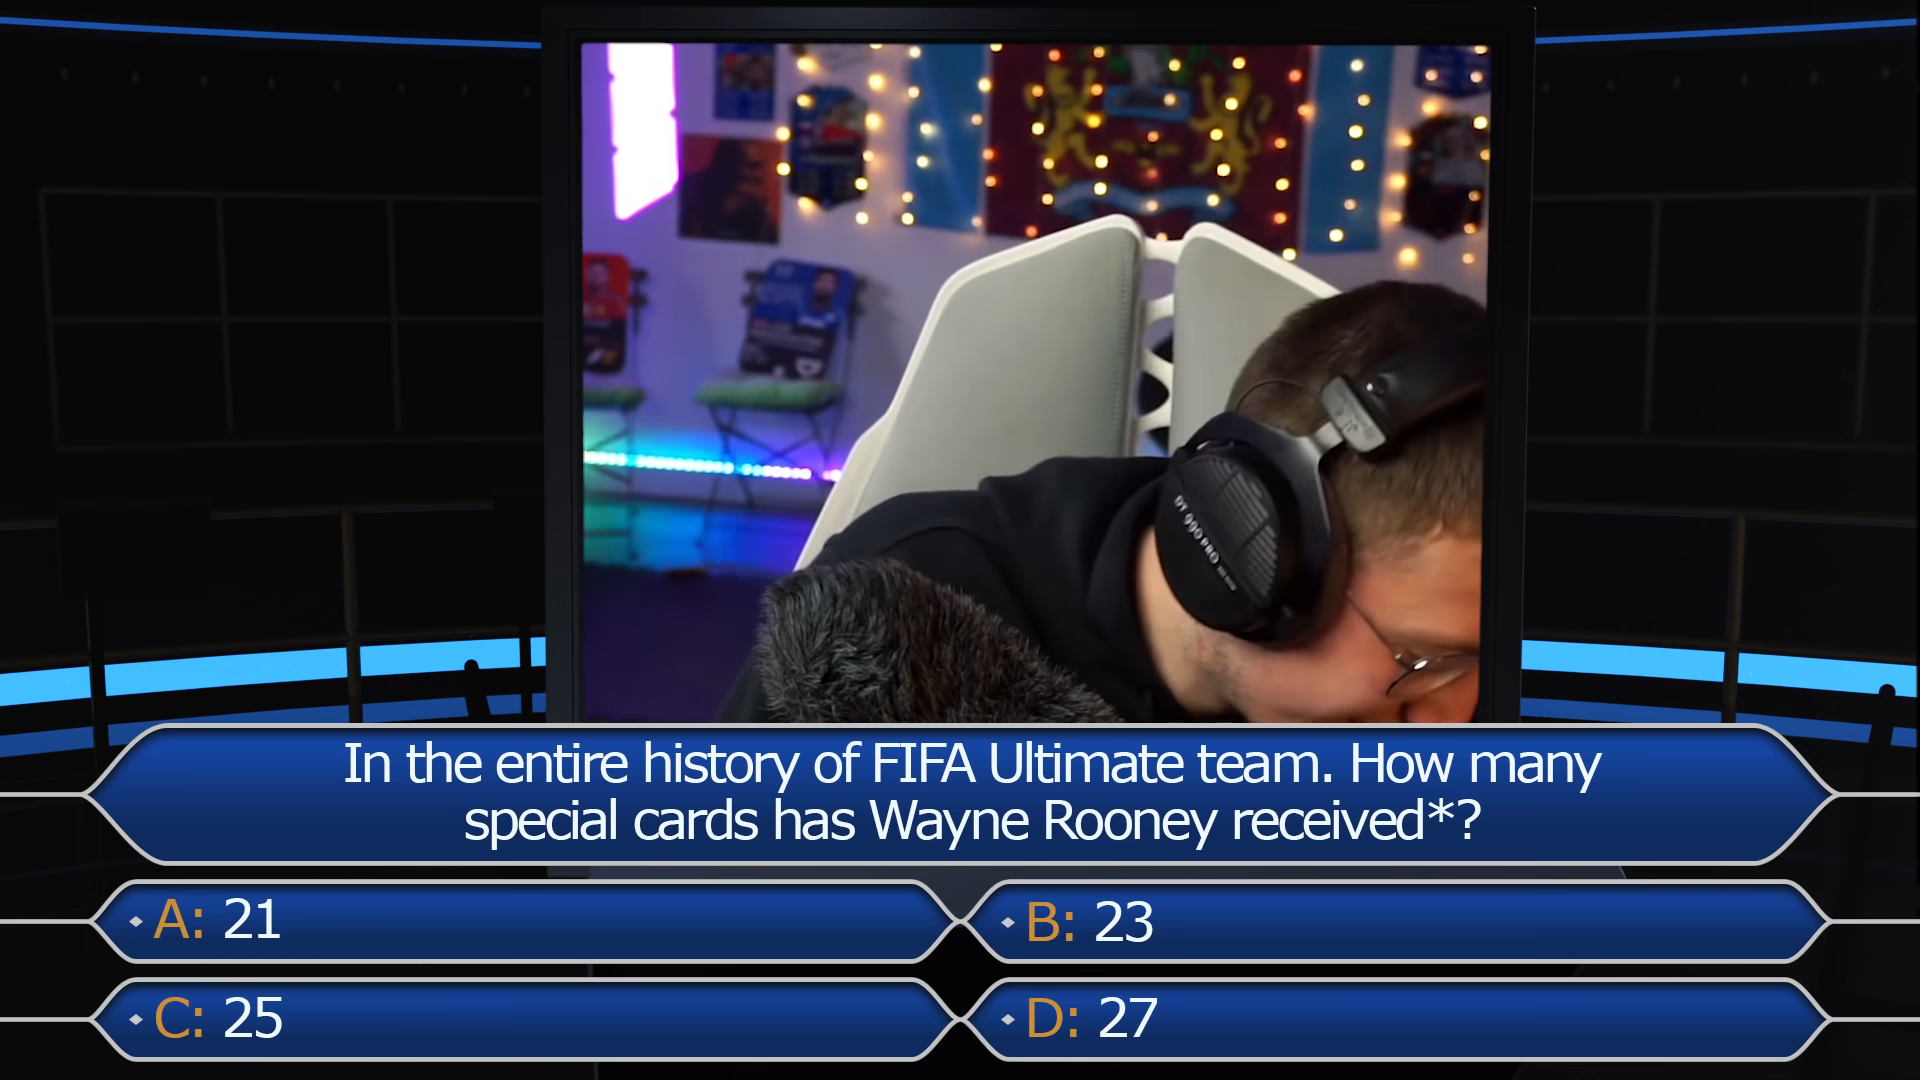 DT 990 PRO
In the entire history of FIFA Ultimate team. How many
special cards has Wayne Rooney received*?
A: 21
B: 23
C: 25
D: 27